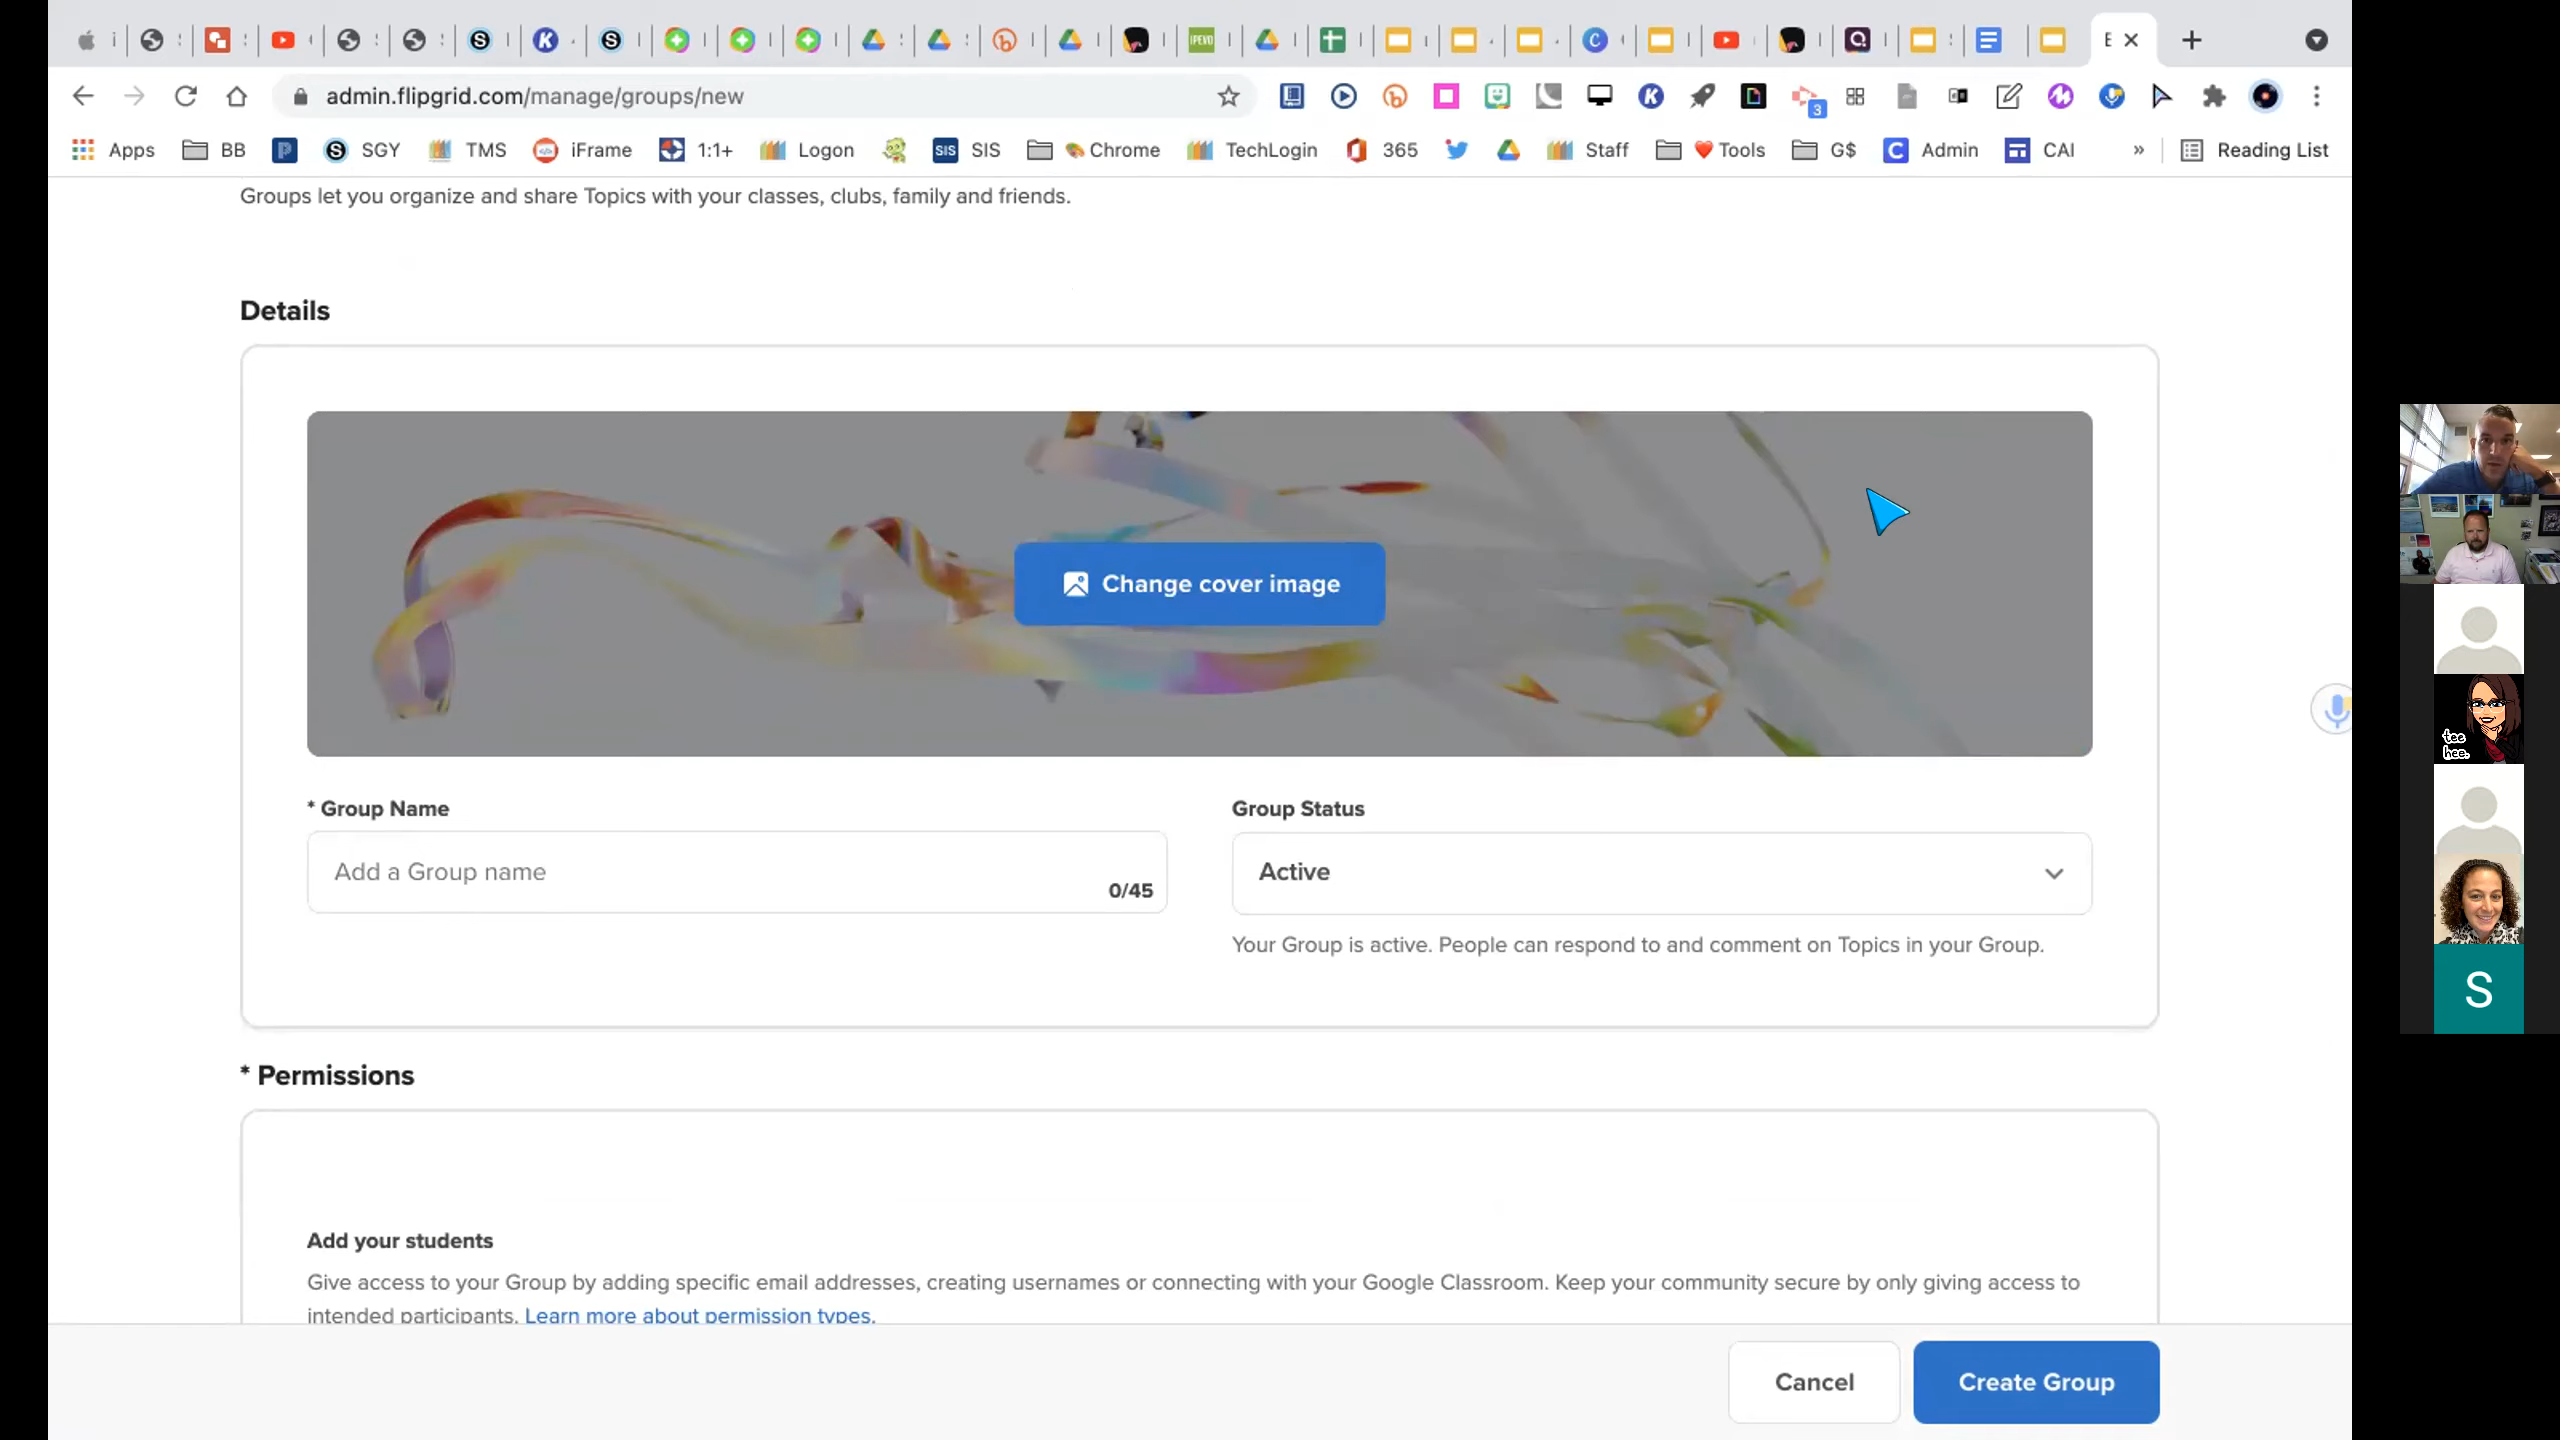 E
admin.flipgrid.com/manage/groups/new
3
Apps BB SGY TMS iFrame 1:1+ Logon SIS SIS Chrome TechLogin 365 Staff Tools G$ Admin CAI » Reading List
Groups let you organize and share Topics with your classes, clubs, family and friends.
Details
Change cover image
* Group Name
Group Status
Add a Group name
0/45
Active
Your Group is active. People can respond to and comment on Topics in your Group.
* Permissions
Add your students
Give access to your Group by adding specific email addresses, creating usernames or connecting with your Google Classroom. Keep your community secure by only giving access to
intended participants. Learn more about permission types.
Cancel
Create Group
tee
hee.
S